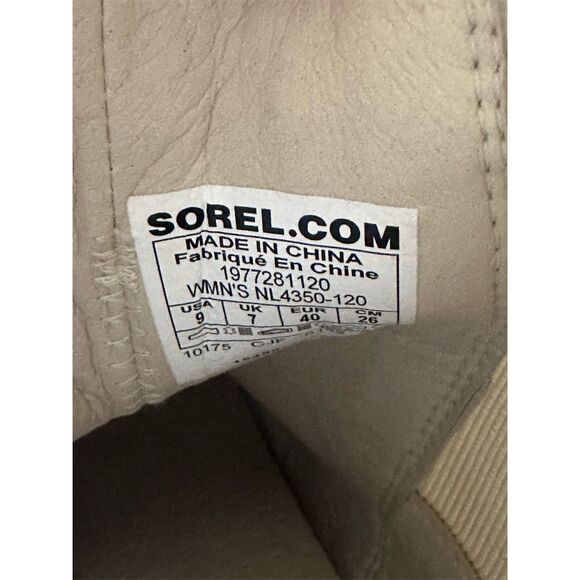 SOREL.COM
MADE IN CHINA
Fabriqué En Chine
1977281120
WMN'S NL4350-120
USA UK EUR CM
9 7 40 26
10175